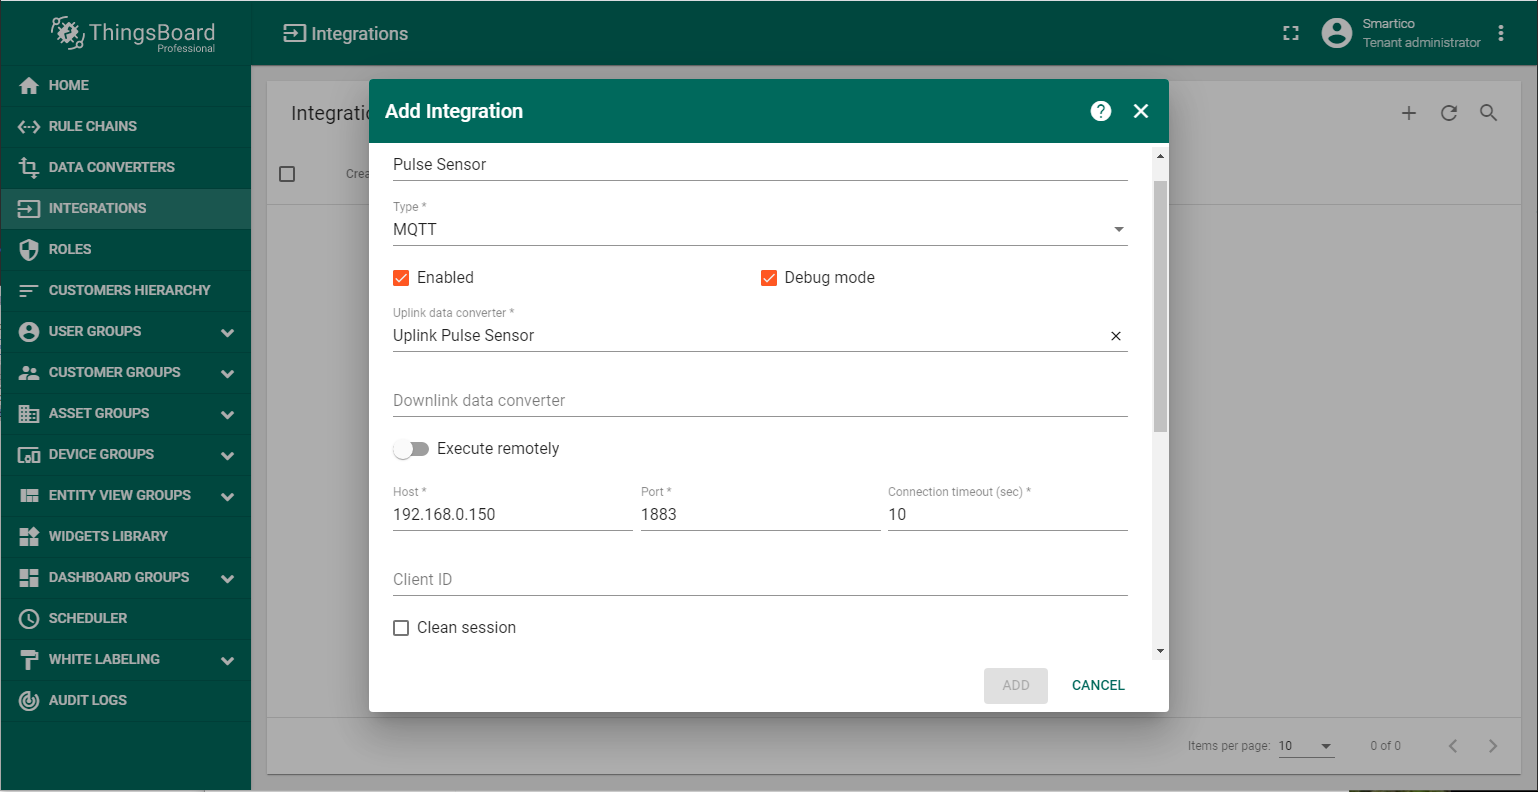 ThingsBoard
Professional
Integrations
Smartico
Tenant administrator
HOME
RULE CHAINS
DATA CONVERTERS
INTEGRATIONS
ROLES
CUSTOMERS HIERARCHY
USER GROUPS
CUSTOMER GROUPS
ASSET GROUPS
DEVICE GROUPS
ENTITY VIEW GROUPS
WIDGETS LIBRARY
DASHBOARD GROUPS
SCHEDULER
WHITE LABELING
AUDIT LOGS
Integratio
Crea
Add Integration
Pulse Sensor
Type *
MQTT
Enabled
Debug mode
Uplink data converter *
Uplink Pulse Sensor
Downlink data converter
Execute remotely
Host * Port * Connection timeout (sec) *
192.168.0.150 1883 10
Client ID
Clean session
ADD CANCEL
Items per page: 10 0 of 0